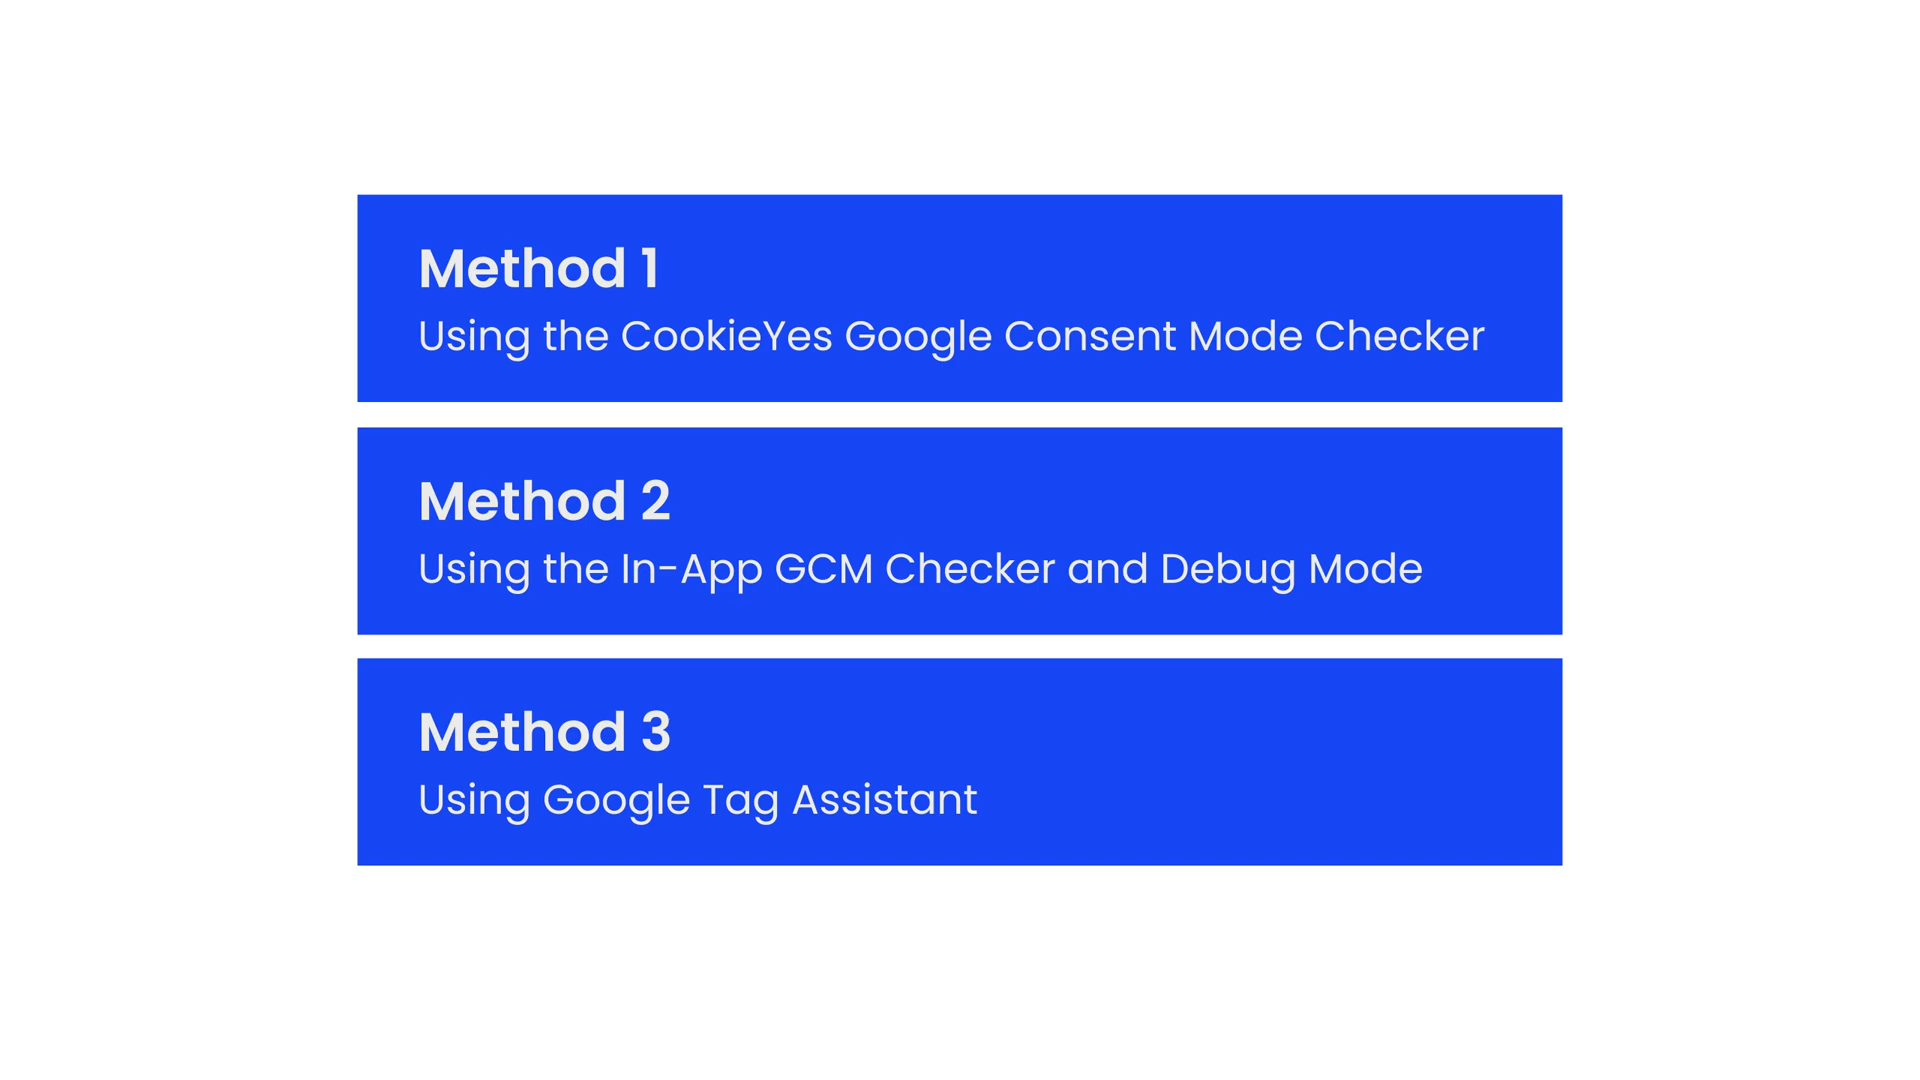 Method 1
Using the CookieYes Google Consent Mode Checker
Method 2
Using the In-App GCM Checker and Debug Mode
Method 3
Using Google Tag Assistant